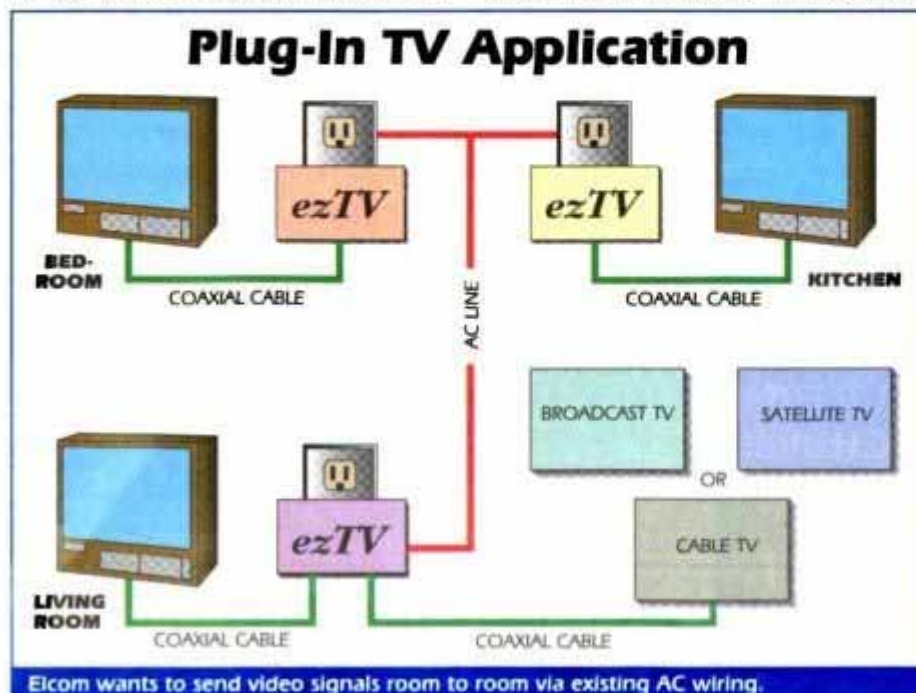 Plug-In TV Application
ezTV
ezTV
BED-
ROOM
KITCHEN
COAXIAL CABLE
COAXIAL CABLE
AC LINE
BROADCAST TV
SATELLITE TV
OR
ezTV
CABLE TV
LIVING
ROOM
COAXIAL CABLE
COAXIAL CABLE
Elcom wants to send video signals room to room via existing AC wiring.